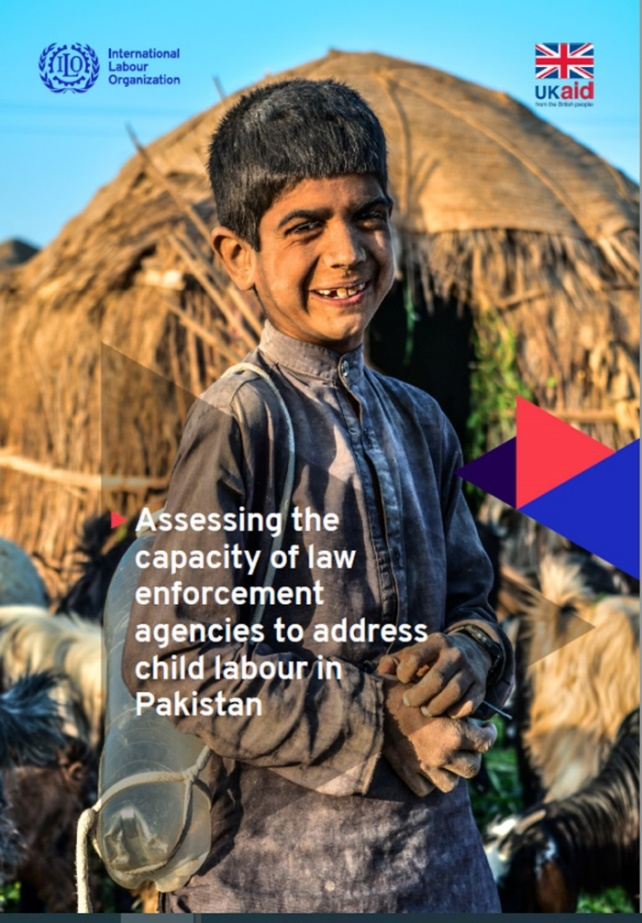 International
Labour
Organization
ILO
UKaid
from the British people
Assessing the
capacity of law
enforcement
agencies to address
child labour in
Pakistan